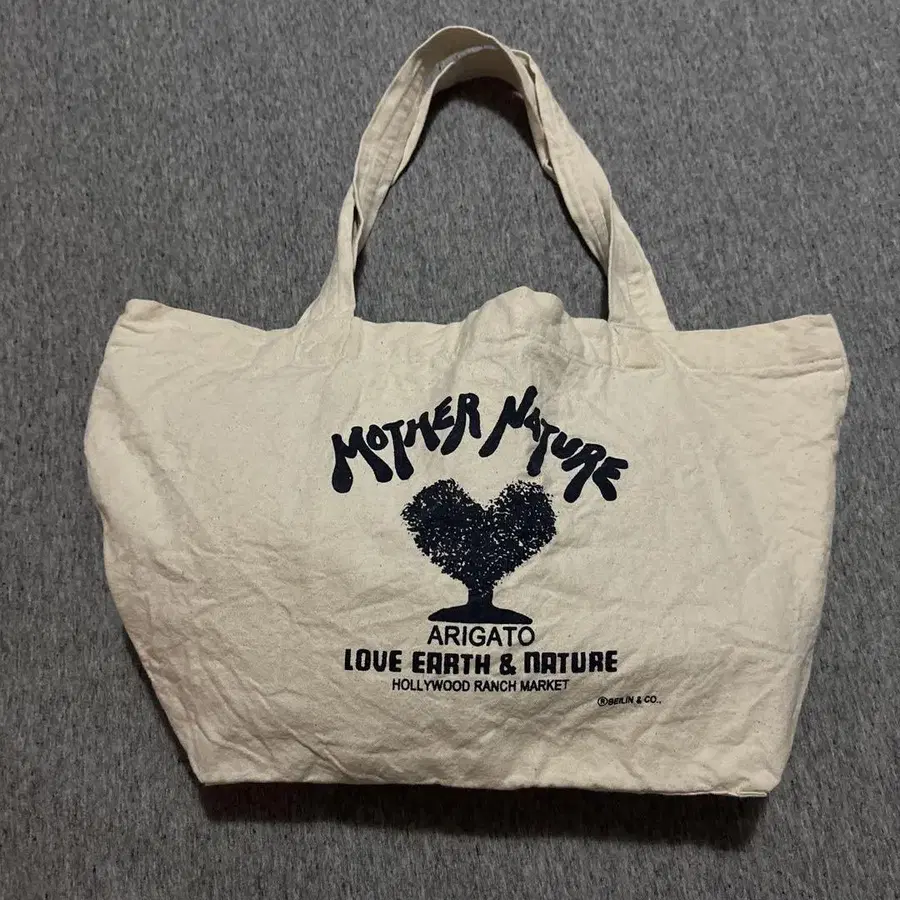 MOTHER NATURE
ARIGATO
LOVE EARTH & NATURE
HOLLYWOOD RANCH MARKET
®BEILIN & CO.,